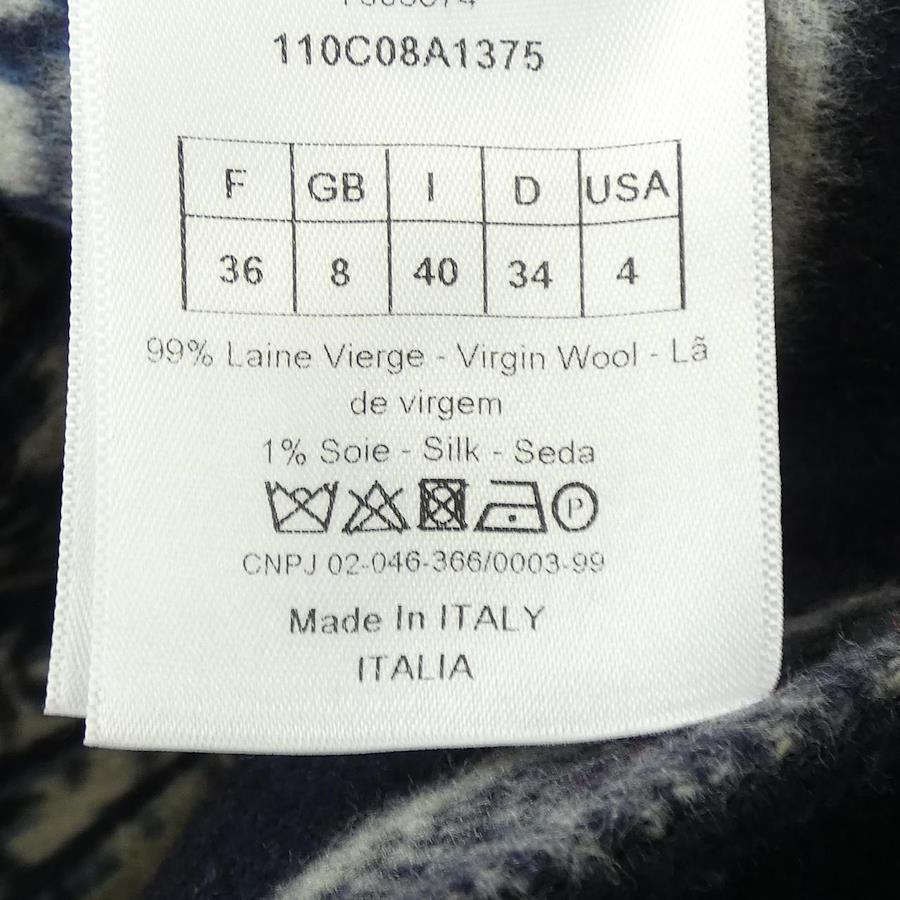 110C08A1375
F GB I D USA
36 8 40 34 4
99% Laine Vierge - Virgin Wool - Lã
de virgem
1% Soie - Silk - Seda
P
CNPJ 02-046-366/0003-99
Made In ITALY
ITALIA